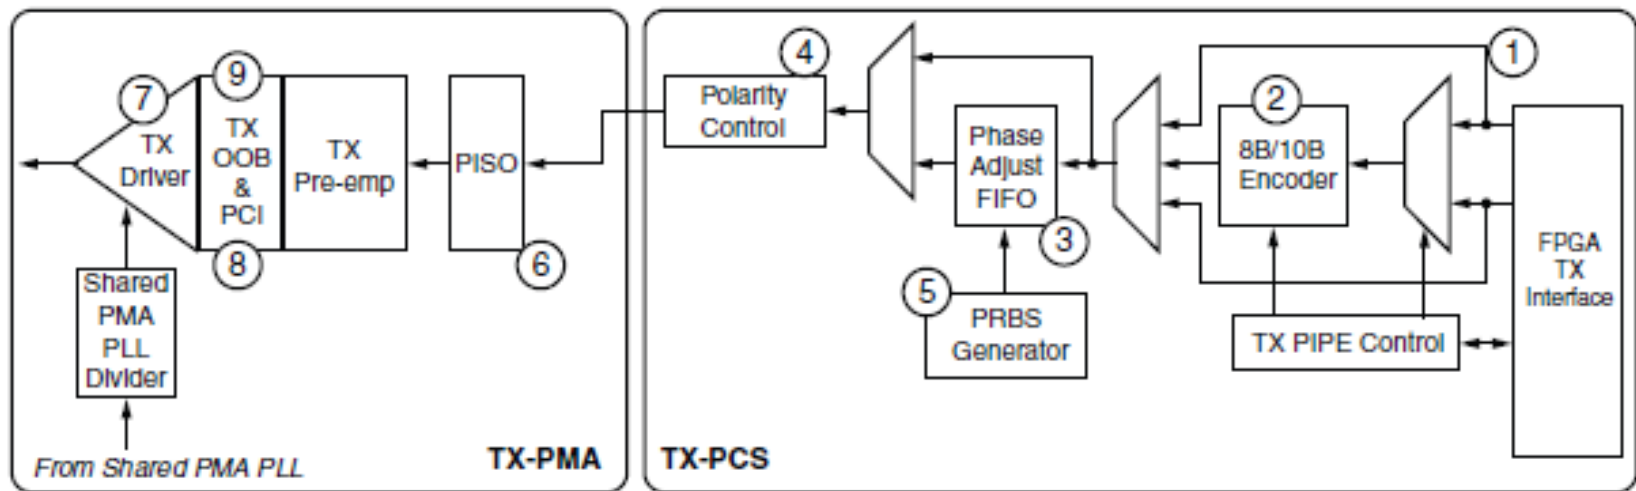 7
9
TX
Driver
TX
OOB
&
PCI
8
TX
Pre-emp
PISO
6
Shared
PMA
PLL
Divider
From Shared PMA PLL
TX-PMA
TX-PCS
4
Polarity
Control
Phase
Adjust
FIFO
3
5
PRBS
Generator
2
8B/10B
Encoder
1
TX PIPE Control
FPGA
TX
Interface